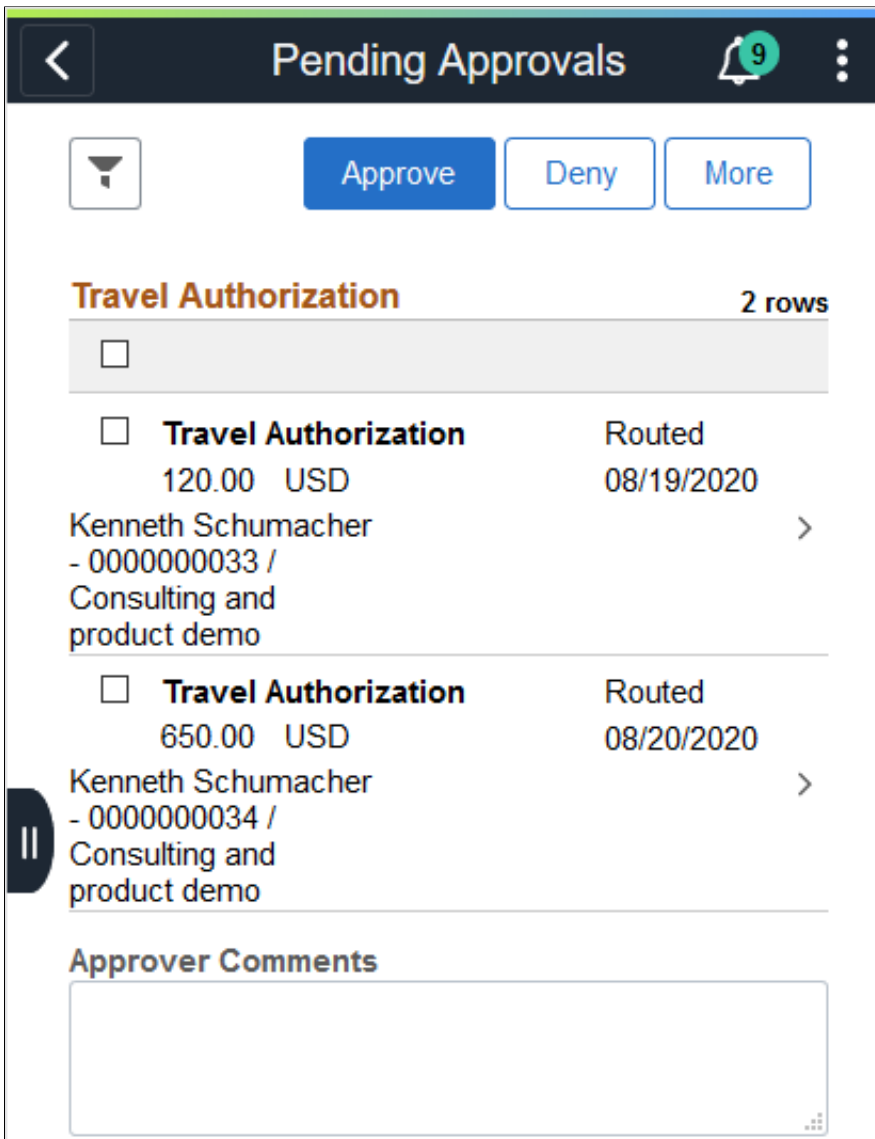 Pending Approvals 9
Approve Deny More
Travel Authorization 2 rows
Travel Authorization Routed
120.00 USD 08/19/2020
Kenneth Schumacher
- 0000000033 /
Consulting and
product demo
Travel Authorization Routed
650.00 USD 08/20/2020
Kenneth Schumacher
- 0000000034 /
Consulting and
product demo
Approver Comments